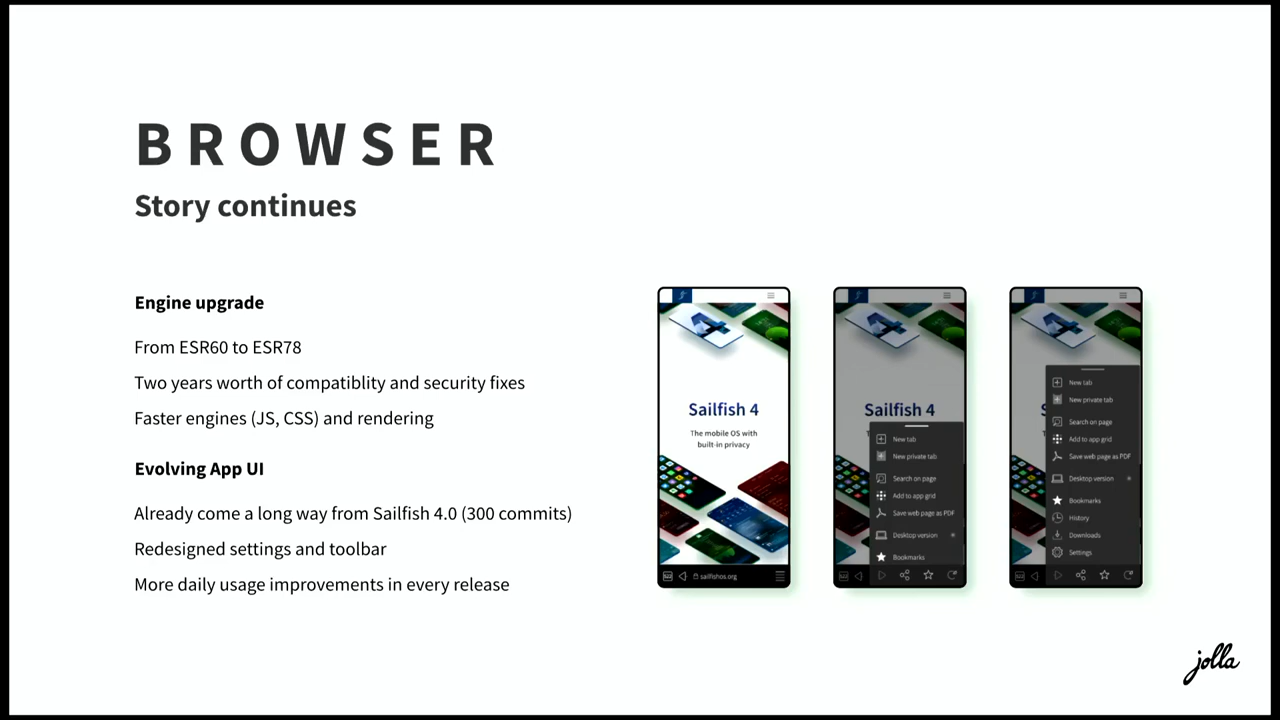 BROWSER
Story continues
Engine upgrade
From ESR60 to ESR78
Two years worth of compatiblity and security fixes
Faster engines (JS, CSS) and rendering
Evolving App UI
Already come a long way from Sailfish 4.0 (300 commits)
Redesigned settings and toolbar
More daily usage improvements in every release
Sailfish 4
The mobile OS with
built-in privacy
sailfishos.org
Sailfish 4
New tab
New private tab
Search on page
Add to app grid
Save web page as PDF
Desktop version
Bookmarks
New tab
New private tab
Search on page
Add to app grid
Save web page as PDF
Desktop version
Bookmarks
History
Downloads
Settings
jolla